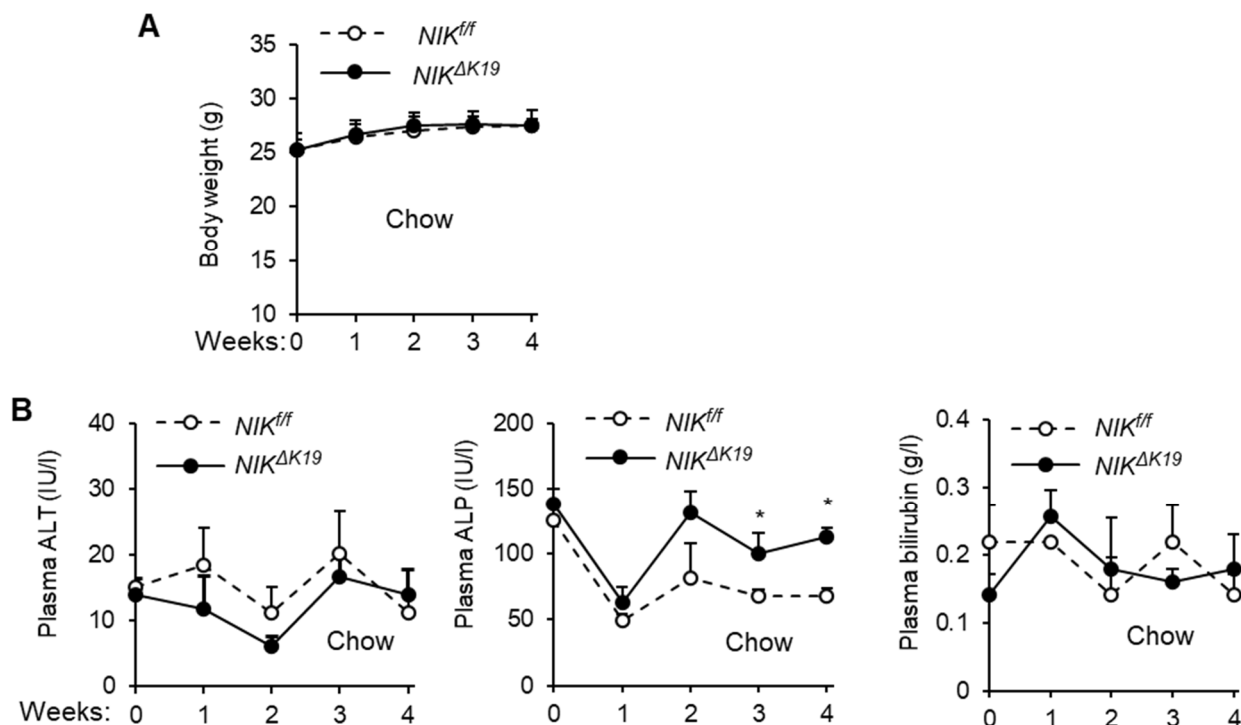 A
NIK^f/f
NIK^ΔK19
Body weight (g)
35
30
25
20
15
10
Chow
Weeks: 0 1 2 3 4
B
NIK^f/f
NIK^ΔK19
Plasma ALT (IU/l)
40
30
20
10
0
Chow
Weeks: 0 1 2 3 4
NIK^f/f
NIK^ΔK19
Plasma ALP (IU/l)
200
150
100
50
0
* *
Chow
0 1 2 3 4
NIK^f/f
NIK^ΔK19
Plasma bilirubin (g/l)
0.4
0.3
0.2
0.1
0
Chow
0 1 2 3 4